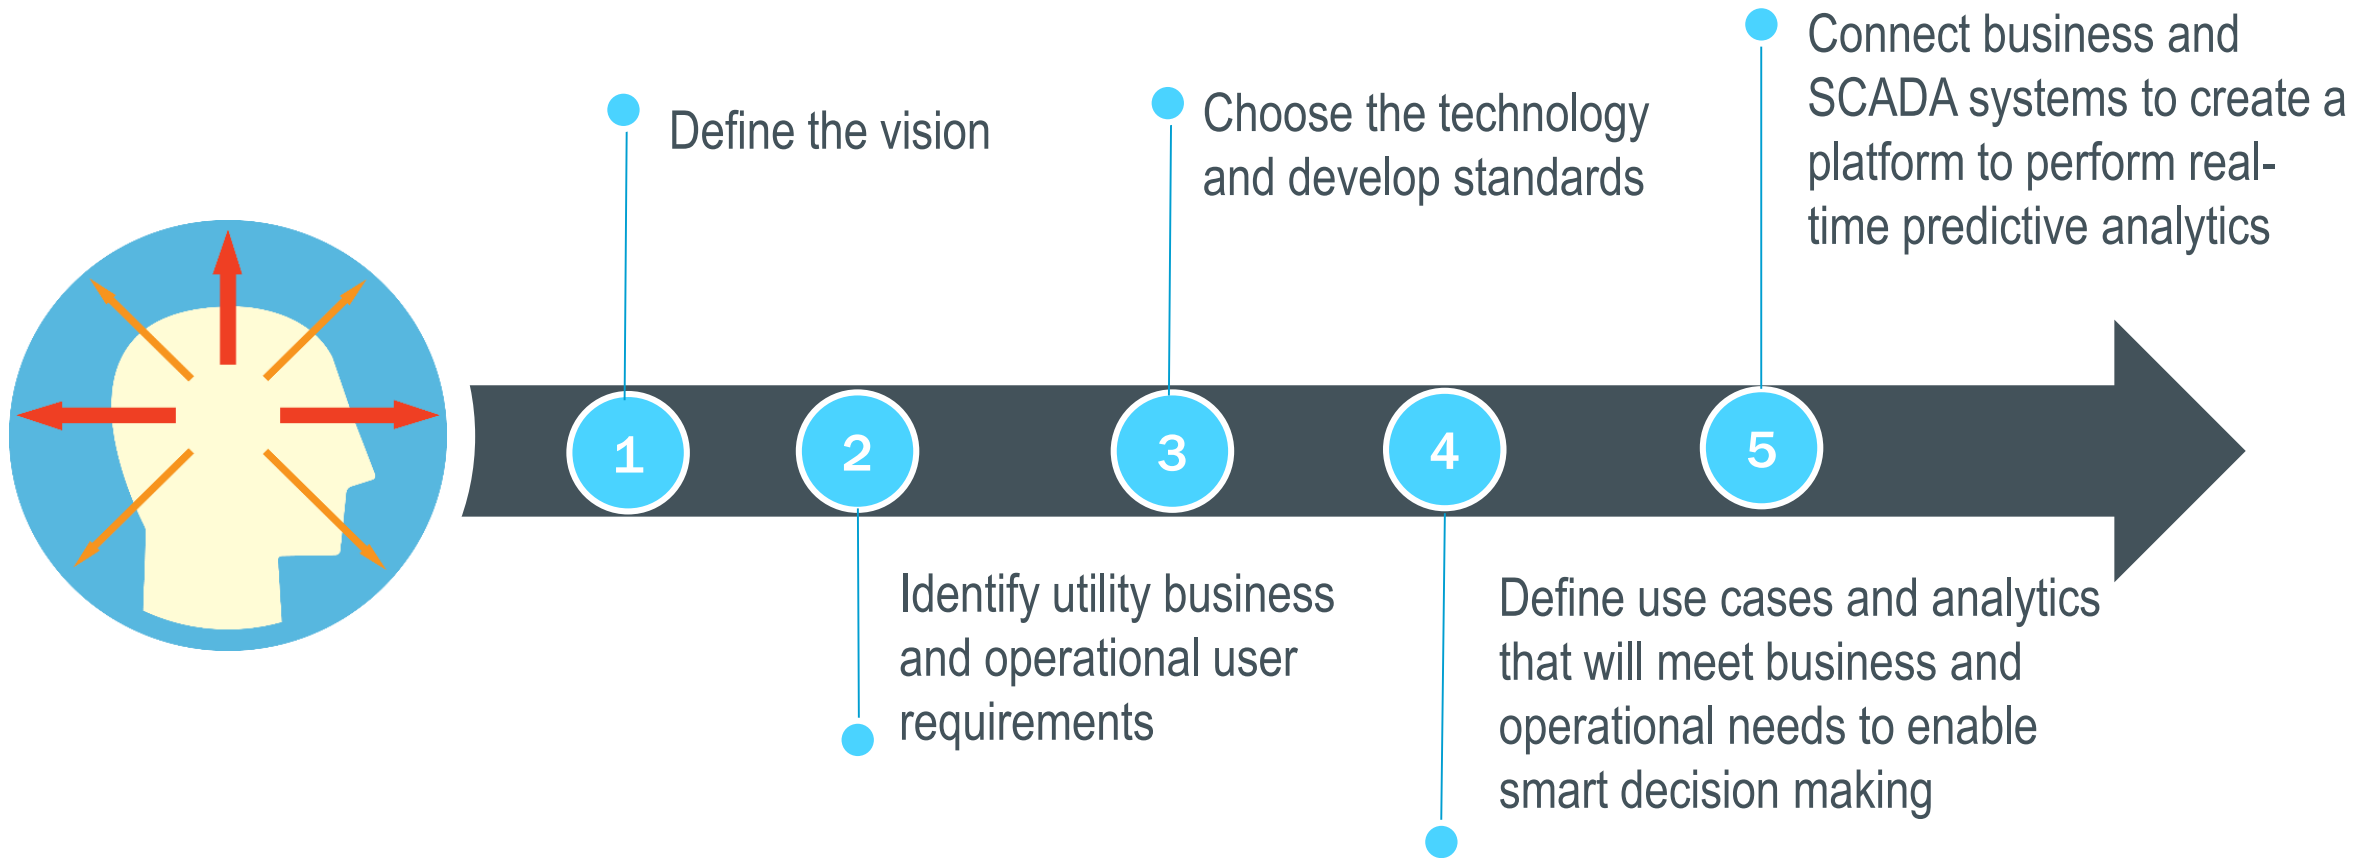 1
Define the vision
2
Identify utility business
and operational user
requirements
3
Choose the technology
and develop standards
4
Define use cases and analytics
that will meet business and
operational needs to enable
smart decision making
5
Connect business and
SCADA systems to create a
platform to perform real-
time predictive analytics